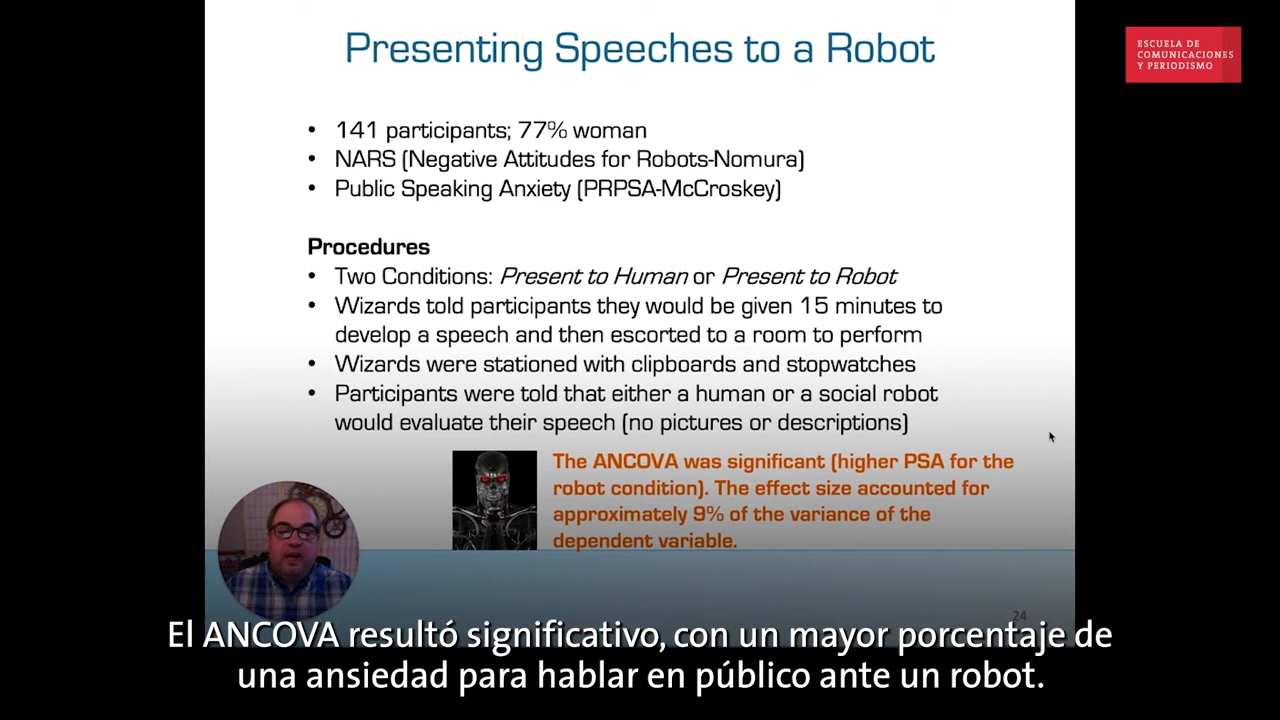 Presenting Speeches to a Robot
ESCUELA DE
COMUNICACIONES
Y PERIODISMO
• 141 participants; 77% woman
• NARS (Negative Attitudes for Robots-Nomura)
• Public Speaking Anxiety (PRPSA-McCroskey)
Procedures
• Two Conditions: Present to Human or Present to Robot
• Wizards told participants they would be given 15 minutes to
develop a speech and then escorted to a room to perform
• Wizards were stationed with clipboards and stopwatches
• Participants were told that either a human or a social robot
would evaluate their speech (no pictures or descriptions)
The ANCOVA was significant (higher PSA for the
robot condition). The effect size accounted for
approximately 9% of the variance of the
dependent variable.
24
El ANCOVA resultó significativo, con un mayor porcentaje de
una ansiedad para hablar en público ante un robot.